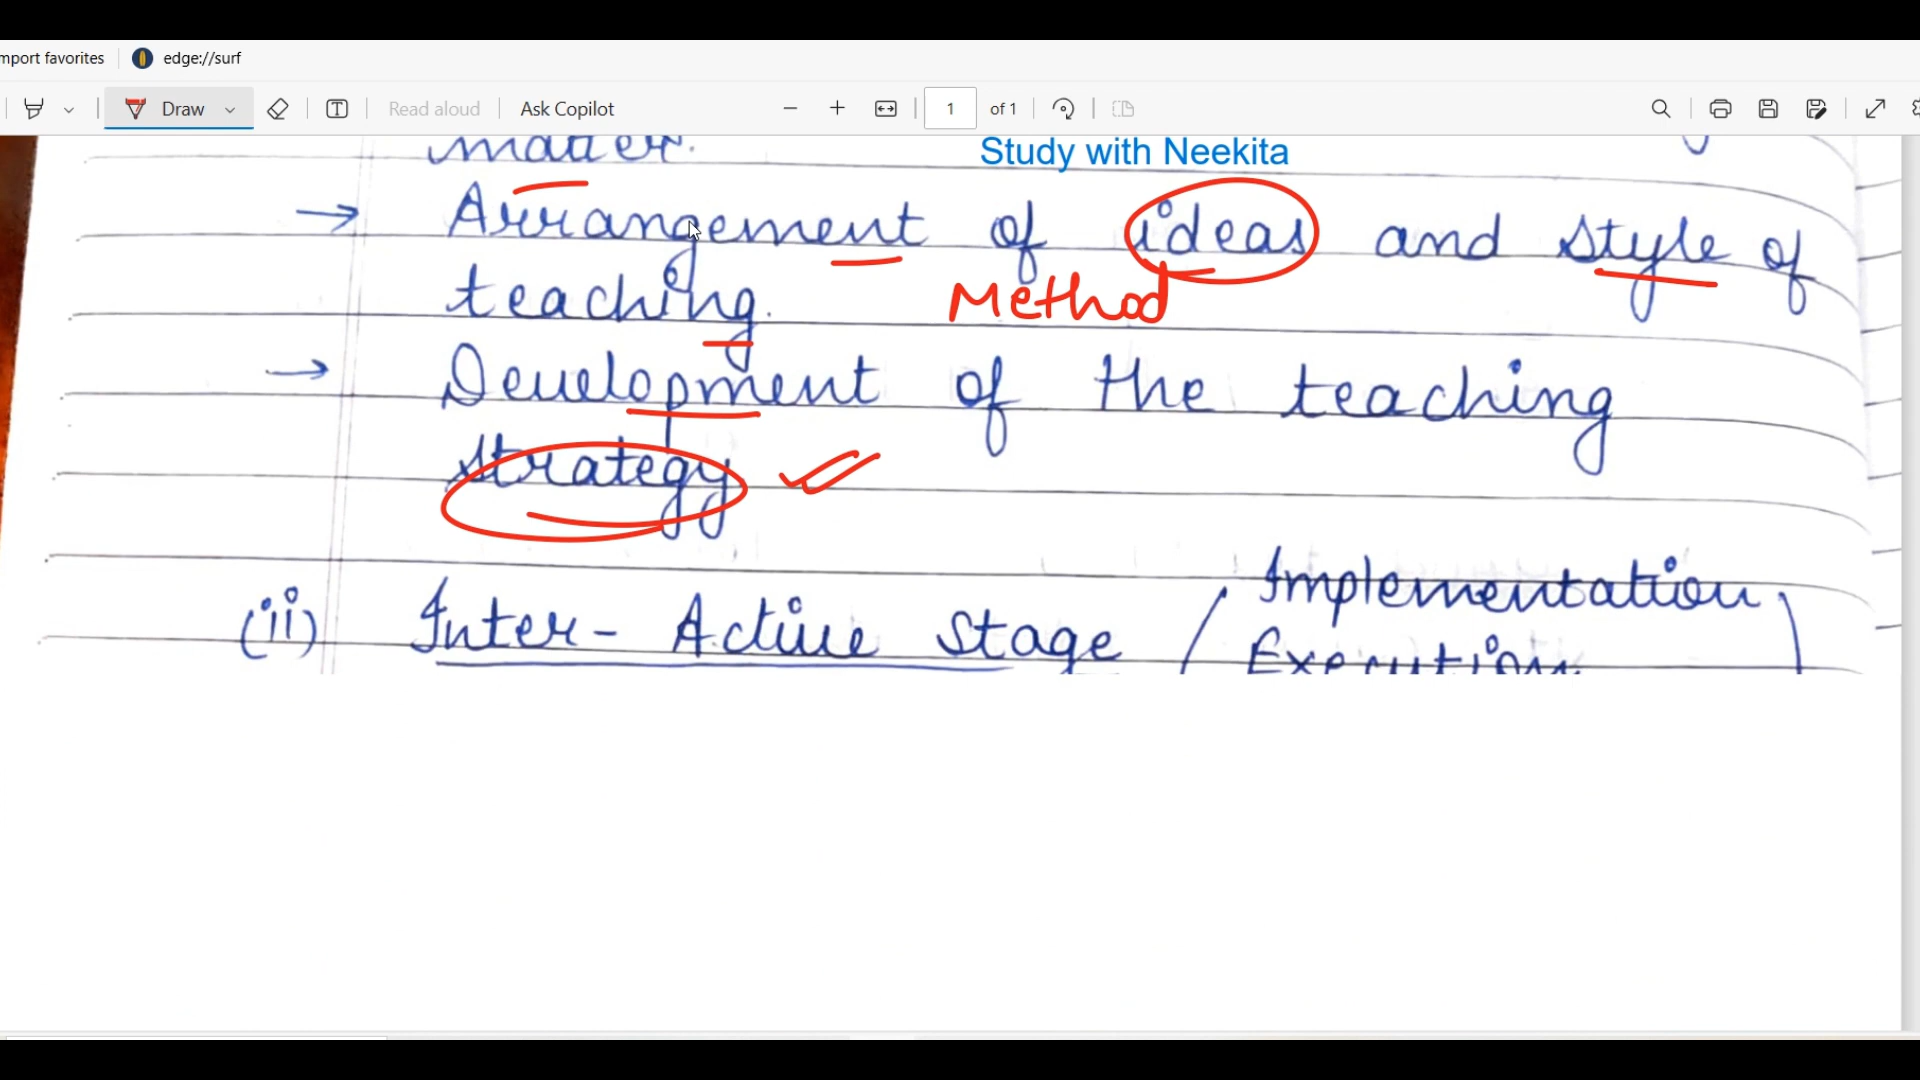 mport favorites edge://surf
Draw Read aloud Ask Copilot 1 of 1
matter.
Study with Neekita
→ Arrangement of ideas and style of
teaching. Method
→ Development of the teaching
strategy
(ii) Inter-Active Stage ( Implementation )
Execution